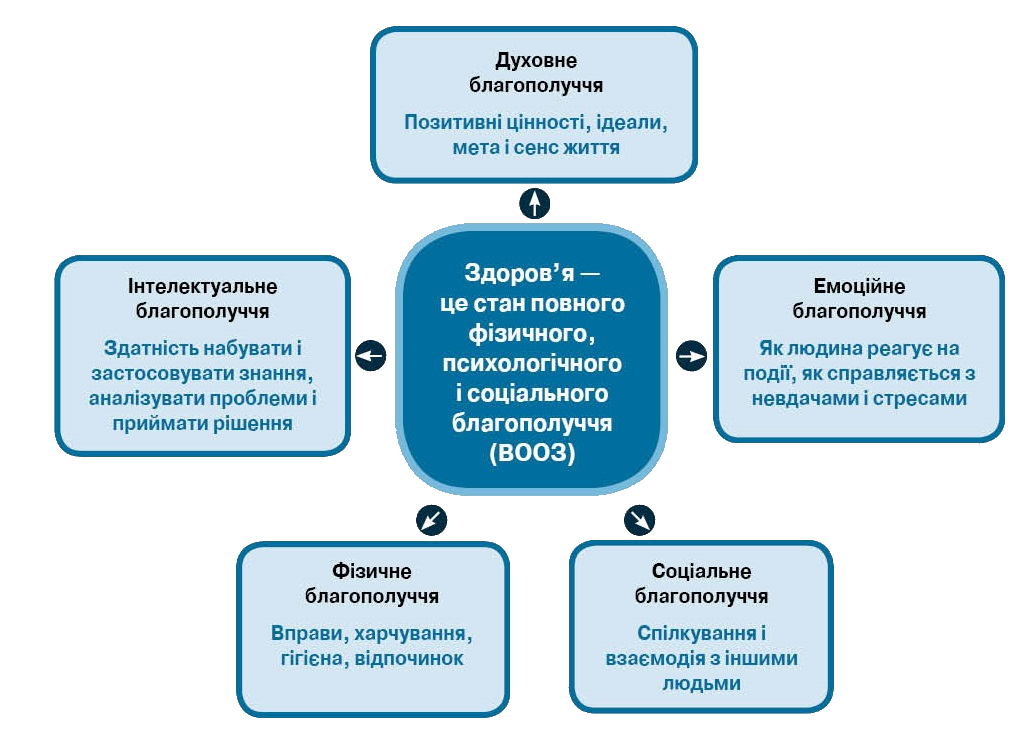 Духовне
благополуччя
Позитивні цінності, ідеали,
мета і сенс життя
Інтелектуальне
благополуччя
Здатність набувати і
застосовувати знання,
аналізувати проблеми і
приймати рішення
Здоров’я —
це стан повного
фізичного,
психологічного
і соціального
благополуччя
(ВООЗ)
Емоційне
благополуччя
Як людина реагує на
події, як справляється з
невдачами і стресами
Фізичне
благополуччя
Вправи, харчування,
гігієна, відпочинок
Соціальне
благополуччя
Спілкування і
взаємодія з іншими
людьми